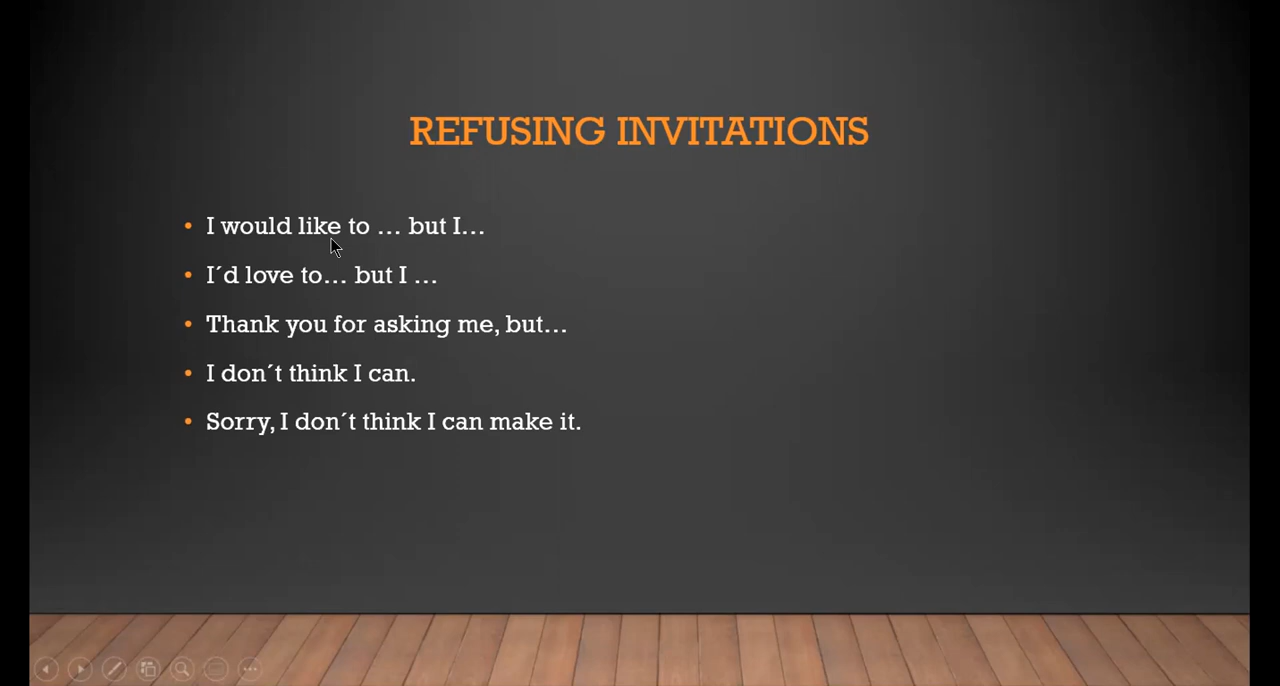 REFUSING INVITATIONS
• I would like to ... but I...
• I´d love to... but I ...
• Thank you for asking me, but...
• I don´t think I can.
• Sorry, I don´t think I can make it.